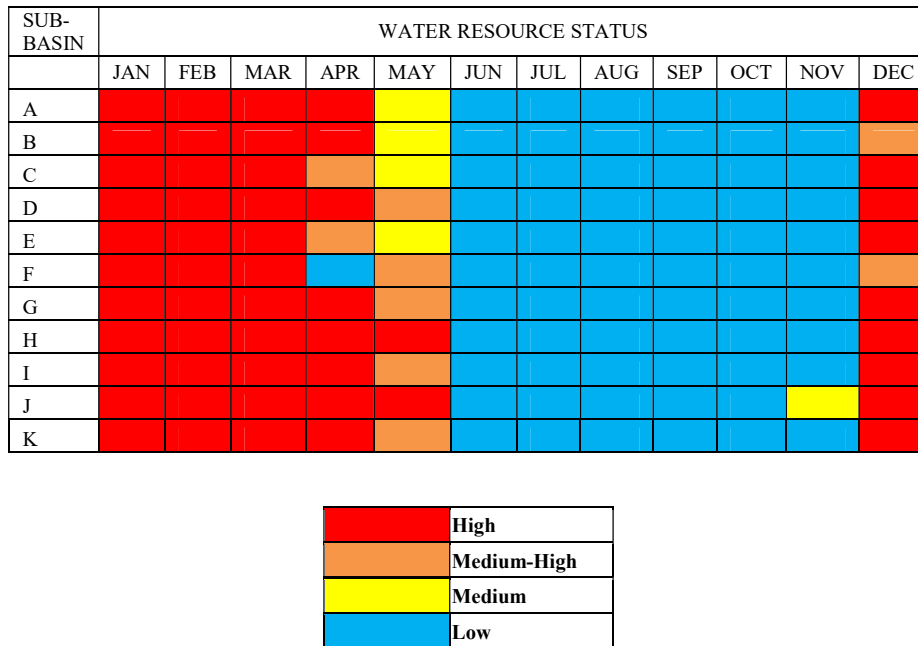 SUB-
BASIN
WATER RESOURCE STATUS
JAN FEB MAR APR MAY JUN JUL AUG SEP OCT NOV DEC
A
B
C
D
E
F
G
H
I
J
K
High
Medium-High
Medium
Low